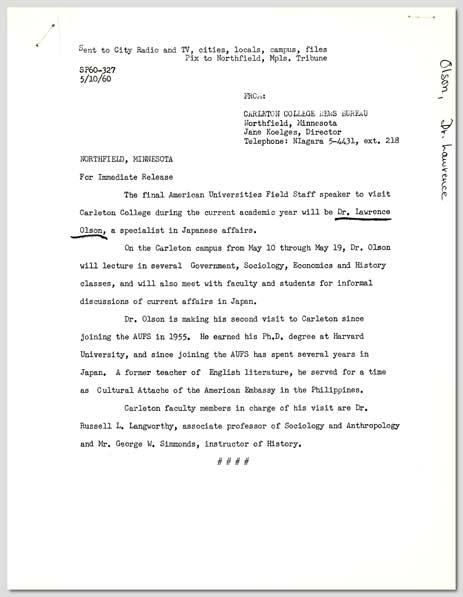 Sent to City Radio and TV, cities, locals, campus, files
Pix to Northfield, Mpls. Tribune
SP60-327
5/10/60
FROM:
CARLETON COLLEGE NEWS BUREAU
Northfield, Minnesota
Jane Koelges, Director
Telephone: NIagara 5-4431, ext. 218
Olson, Dr. Lawrence
NORTHFIELD, MINNESOTA
For Immediate Release
The final American Universities Field Staff speaker to visit
Carleton College during the current academic year will be Dr. Lawrence
Olson, a specialist in Japanese affairs.
On the Carleton campus from May 10 through May 19, Dr. Olson
will lecture in several Government, Sociology, Economics and History
classes, and will also meet with faculty and students for informal
discussions of current affairs in Japan.
Dr. Olson is making his second visit to Carleton since
joining the AUFS in 1955. He earned his Ph.D. degree at Harvard
University, and since joining the AUFS has spent several years in
Japan. A former teacher of English literature, he served for a time
as Cultural Attache of the American Embassy in the Philippines.
Carleton faculty members in charge of his visit are Dr.
Russell L. Langworthy, associate professor of Sociology and Anthropology
and Mr. George W. Simmonds, instructor of History.
# # # #